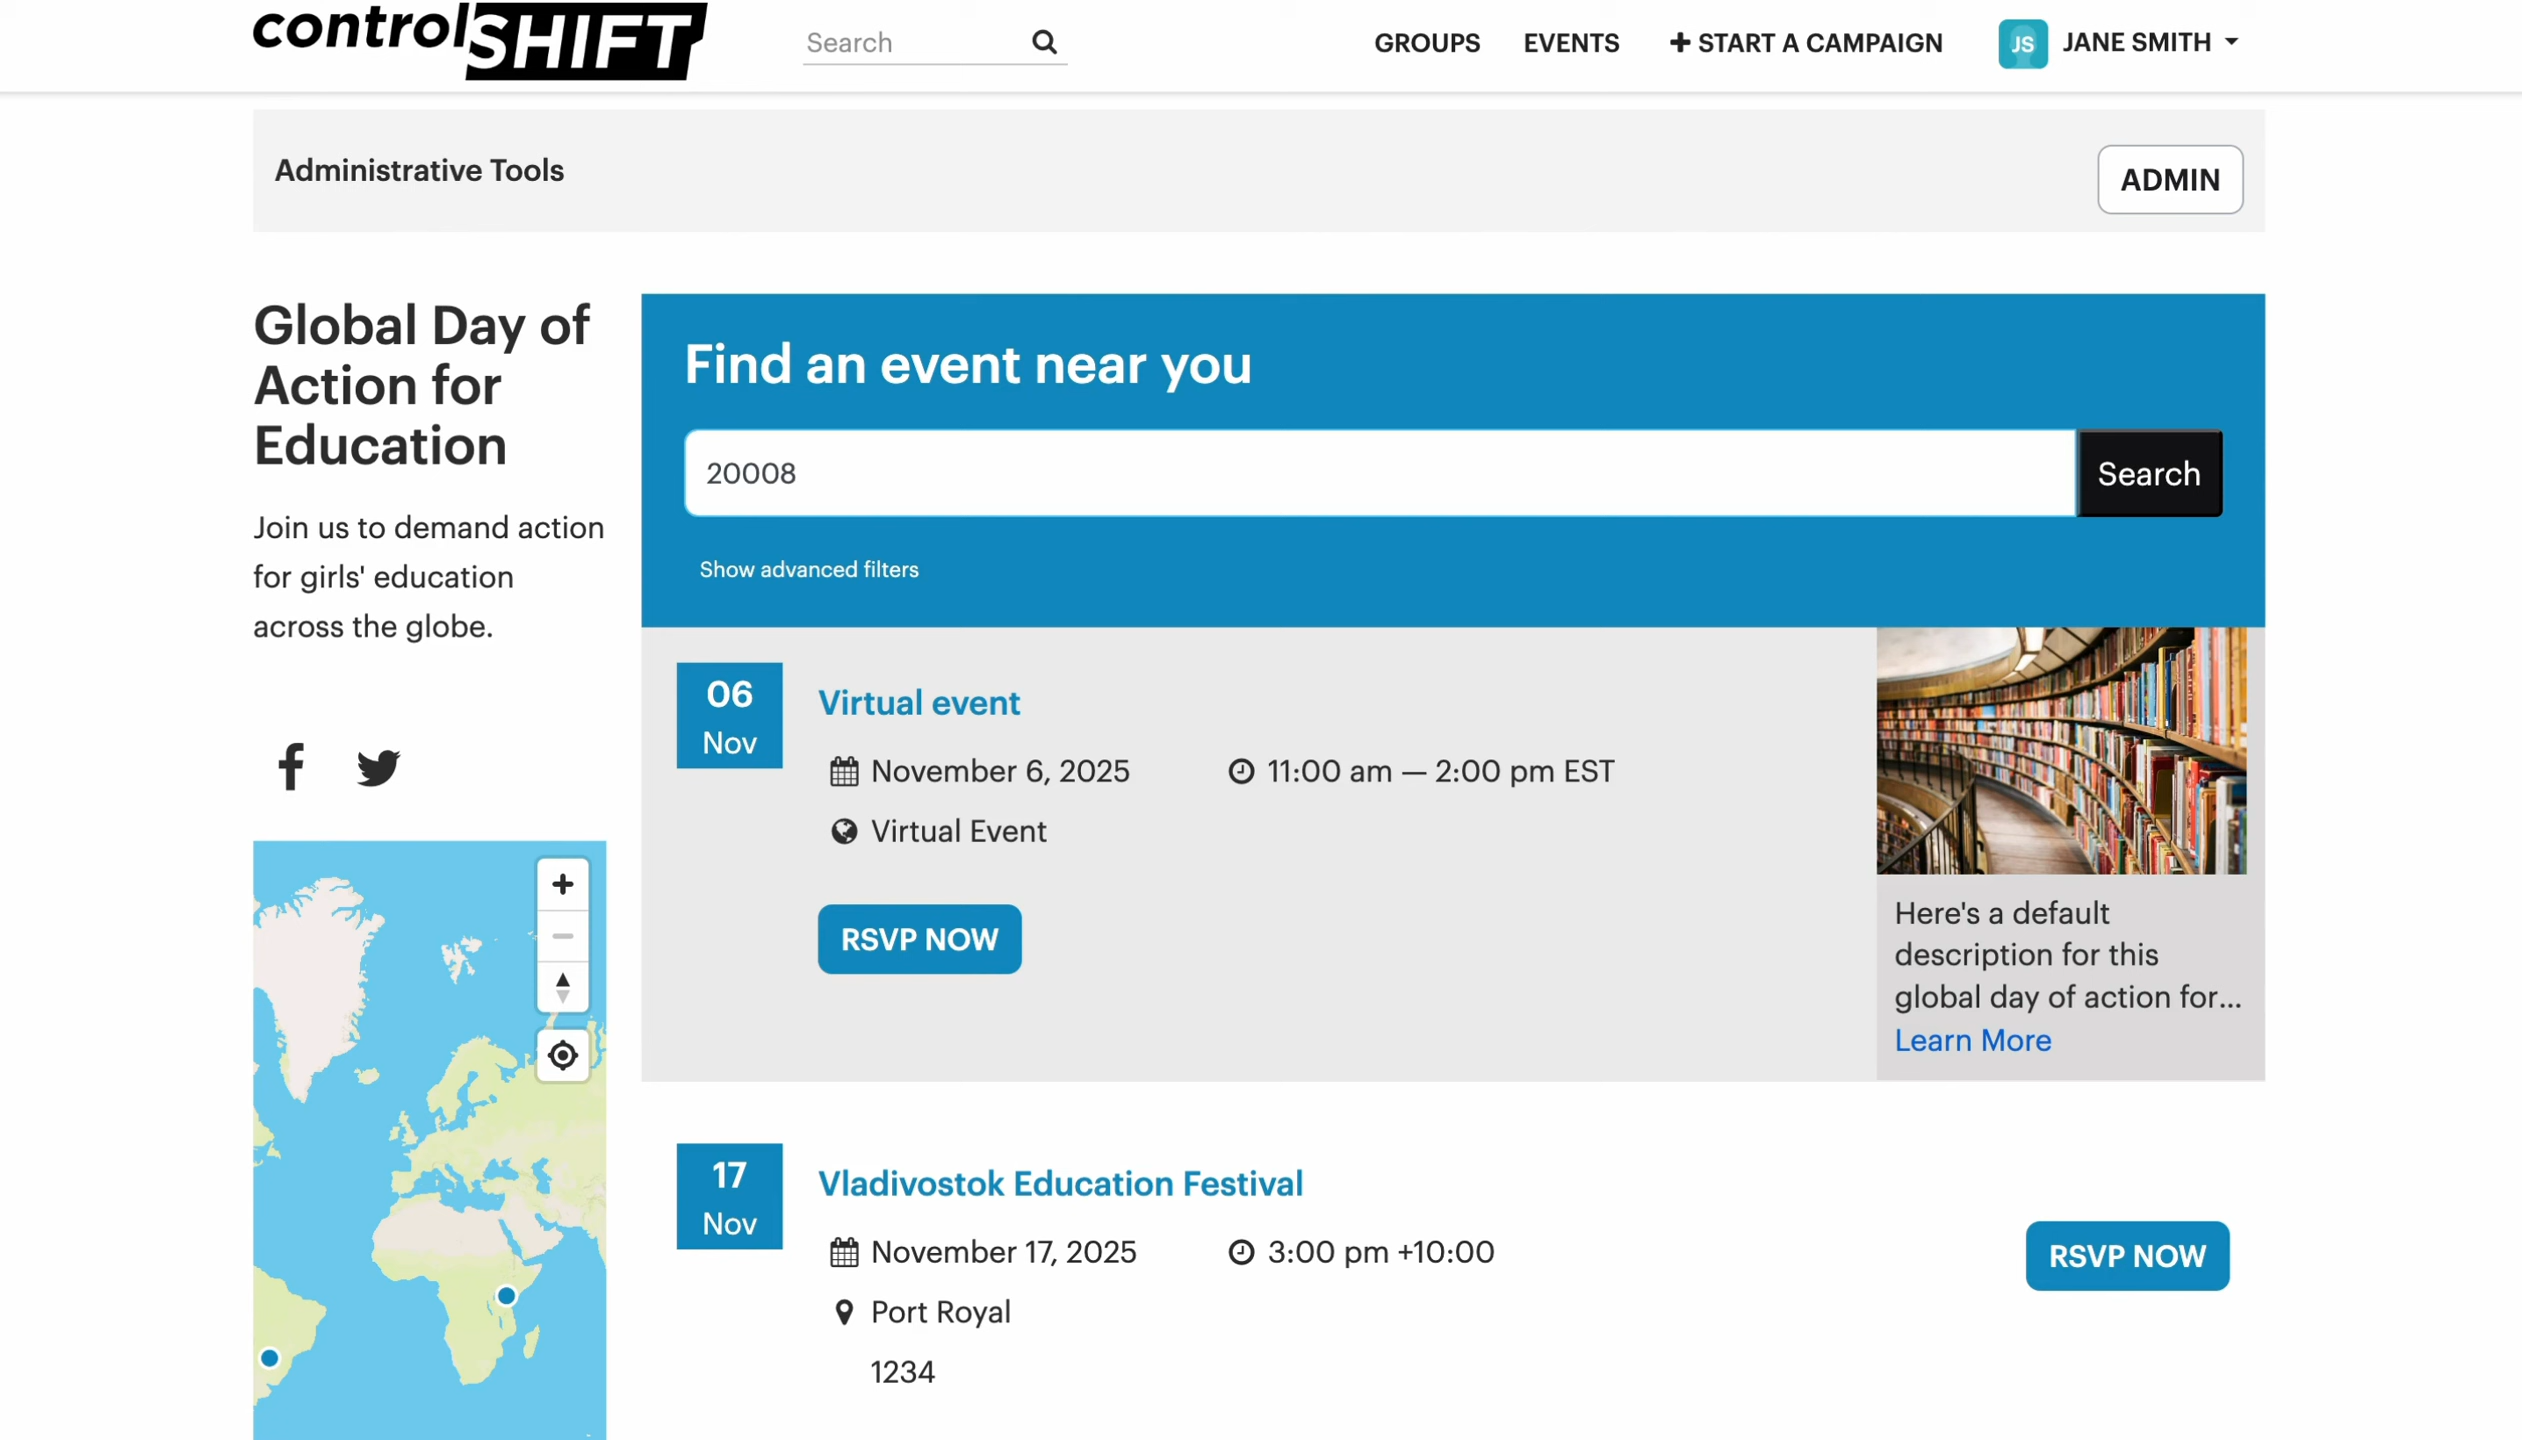 controlSHIFT
Search
GROUPS
EVENTS
+ START A CAMPAIGN
JS
JANE SMITH
Administrative Tools
ADMIN
Global Day of
Action for
Education
Join us to demand action
for girls' education
across the globe.
Find an event near you
20008
Search
Show advanced filters
06
Nov
Virtual event
November 6, 2025
11:00 am — 2:00 pm EST
Virtual Event
RSVP NOW
Here's a default
description for this
global day of action for...
Learn More
17
Nov
Vladivostok Education Festival
November 17, 2025
3:00 pm +10:00
Port Royal
1234
RSVP NOW